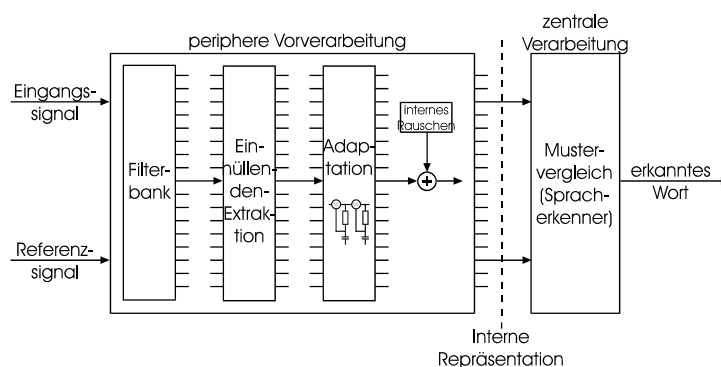 periphere Vorverarbeitung
zentrale
Verarbeitung
Eingangs-
signal
Referenz-
signal
Filter-
bank
Ein-
hüllen-
den-
Extrak-
tion
Adap-
tation
internes
Rauschen
Muster-
vergleich
(Sprach-
erkenner)
erkanntes
Wort
Interne
Repräsentation